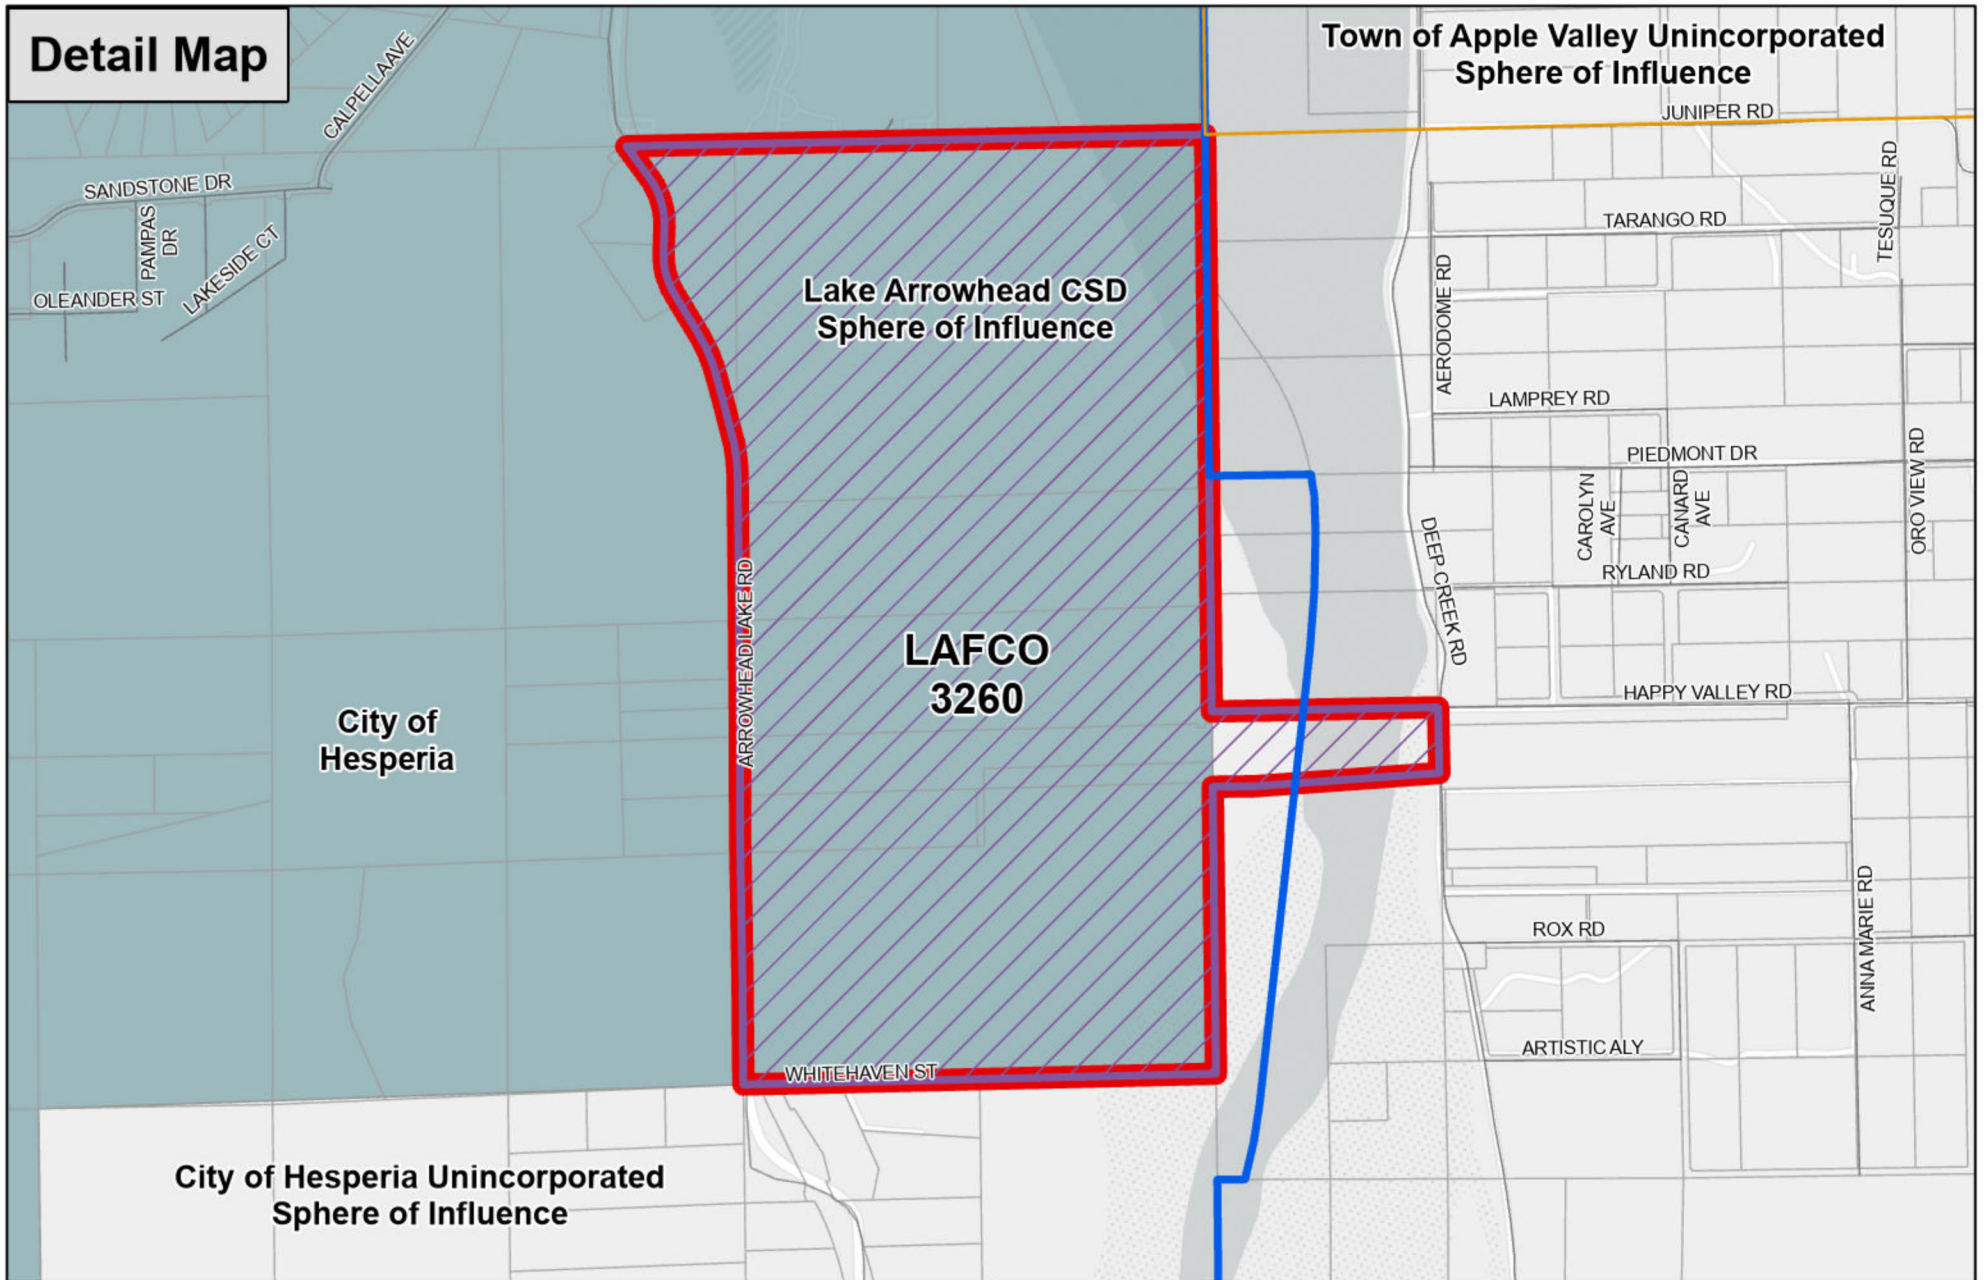 Detail Map
Town of Apple Valley Unincorporated
Sphere of Influence
CALPELLA AVE
JUNIPER RD
SANDSTONE DR
PAMPAS
DR
LAKESIDE CT
OLEANDER ST
TARANGO RD
TESUQUE RD
AERODOME RD
Lake Arrowhead CSD
Sphere of Influence
LAMPREY RD
PIEDMONT DR
ORO VIEW RD
CAROLYN
AVE
CANARD
AVE
DEEP CREEK RD
RYLAND RD
ARROWHEAD LAKE RD
LAFCO
3260
HAPPY VALLEY RD
City of
Hesperia
ANNA MARIE RD
ROX RD
ARTISTIC ALY
WHITEHAVEN ST
City of Hesperia Unincorporated
Sphere of Influence